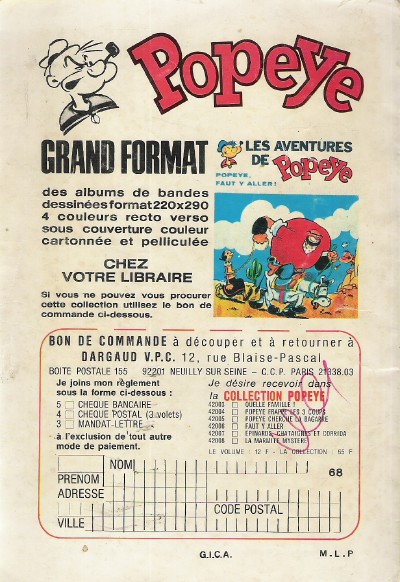 Popeye
GRAND FORMAT
LES AVENTURES
DE Popeye
POPEYE,
FAUT Y ALLER !
des albums de bandes
dessinées format 220x290
4 couleurs recto verso
sous couverture couleur
cartonnée et pelliculée
CHEZ
VOTRE LIBRAIRE
Si vous ne pouvez vous procurer
cette collection utilisez le bon de
commande ci-dessous.
BON DE COMMANDE à découper et à retourner à
DARGAUD V.P.C. 12, rue Blaise-Pascal
BOITE POSTALE 155 92201 NEUILLY SUR SEINE - C.C.P. PARIS 21338.03
Je joins mon règlement
sous la forme ci-dessous :
5 CHEQUE BANCAIRE
4 CHEQUE POSTAL (3 volets)
3 MANDAT-LETTRE
à l'exclusion de tout autre
mode de paiement.
Je désire recevoir dans
la COLLECTION POPEYE
42003 QUELLE FAMILLE !
42004 POPEYE FRAPPE LES 3 COUPS
42005 POPEYE CHERCHE LA BAGARRE
42006 FAUT Y ALLER
42007 EPINARDS, CHATAIGNES ET CORRIDA
42008 LA MARMITE MYSTERE
LE VOLUME : 12 F - LA COLLECTION : 55 F
NOM
68
PRENOM
ADRESSE
CODE POSTAL
VILLE
G.I.C.A.
M.L.P